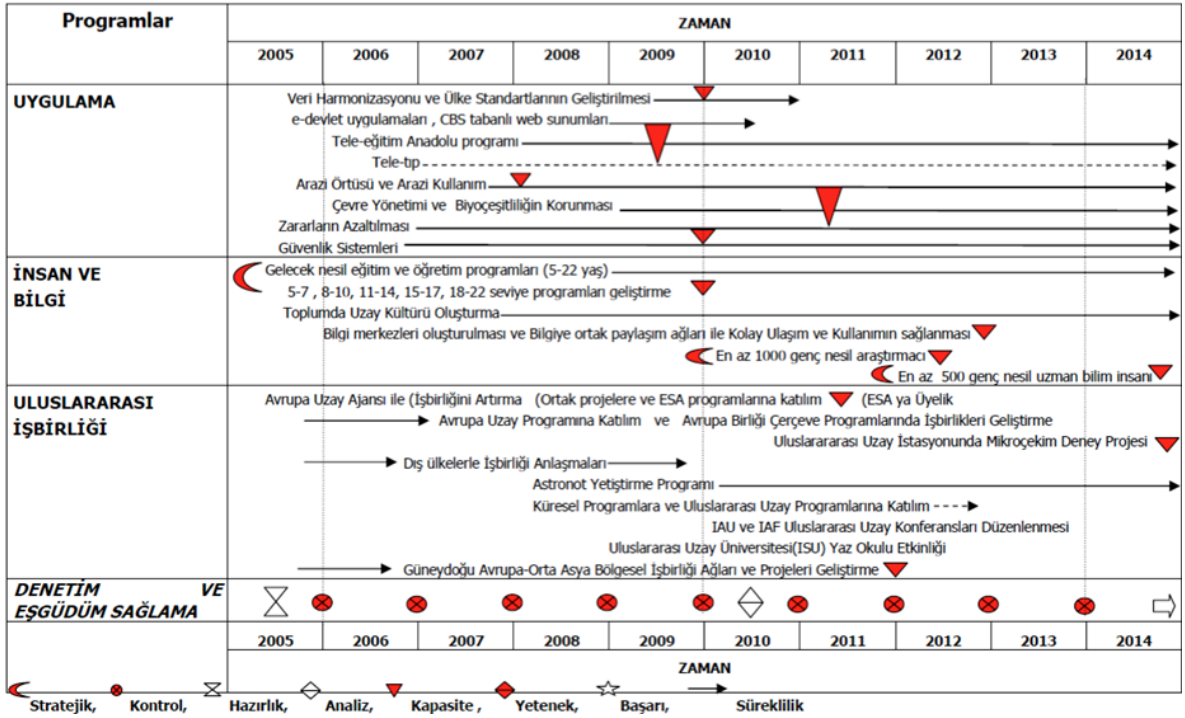 Programlar
ZAMAN
2005 2006 2007 2008 2009 2010 2011 2012 2013 2014
UYGULAMA
Veri Harmonizasyonu ve Ülke Standartlarının Geliştirilmesi
e-devlet uygulamaları , CBS tabanlı web sunumları
Tele-eğitim Anadolu programı
Tele-tıp
Arazi Örtüsü ve Arazi Kullanım
Çevre Yönetimi ve Biyoçeşitliliğin Korunması
Zararların Azaltılması
Güvenlik Sistemleri
İNSAN VE
BİLGİ
Gelecek nesil eğitim ve öğretim programları (5-22 yaş)
5-7 , 8-10, 11-14, 15-17, 18-22 seviye programları geliştirme
Toplumda Uzay Kültürü Oluşturma
Bilgi merkezleri oluşturulması ve Bilgiye ortak paylaşım ağları ile Kolay Ulaşım ve Kullanımın sağlanması
En az 1000 genç nesil araştırmacı
En az 500 genç nesil uzman bilim insanı
ULUSLARARASI
İŞBİRLİĞİ
Avrupa Uzay Ajansı ile (İşbirliğini Artırma (Ortak projelere ve ESA programlarına katılım (ESA ya Üyelik
Avrupa Uzay Programına Katılım ve Avrupa Birliği Çerçeve Programlarında İşbirlikleri Geliştirme
Uluslarararası Uzay İstasyonunda Mikroçekim Deney Projesi
Dış ülkelerle İşbirliği Anlaşmaları
Astronot Yetiştirme Programı
Küresel Programlara ve Uluslararası Uzay Programlarına Katılım
IAU ve IAF Uluslararası Uzay Konferansları Düzenlenmesi
Uluslararası Uzay Üniversitesi(ISU) Yaz Okulu Etkinliği
Güneydoğu Avrupa-Orta Asya Bölgesel İşbirliği Ağları ve Projeleri Geliştirme
DENETİM VE
EŞGÜDÜM SAĞLAMA
2005 2006 2007 2008 2009 2010 2011 2012 2013 2014
ZAMAN
Stratejik, Kontrol, Hazırlık, Analiz, Kapasite , Yetenek, Başarı, Süreklilik